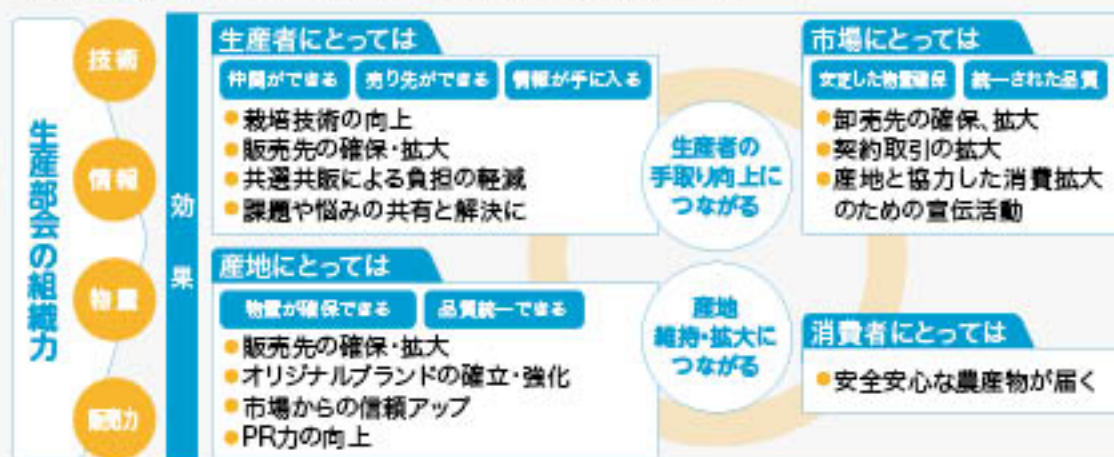 生産部会の組織力
技術
情報
物量
販売力
効果
生産者にとっては
仲間ができる
売り先ができる
情報が手に入る
●栽培技術の向上
●販売先の確保・拡大
●共選共販による負担の軽減
●課題や悩みの共有と解決に
産地にとっては
物量が確保できる
品質統一できる
●販売先の確保・拡大
●オリジナルブランドの確立・強化
●市場からの信頼アップ
●PR力の向上
生産者の
手取り向上に
つながる
産地
維持・拡大に
つながる
市場にとっては
安定した物量確保
統一された品質
●卸売先の確保、拡大
●契約取引の拡大
●産地と協力した消費拡大
のための宣伝活動
消費者にとっては
●安全安心な農産物が届く